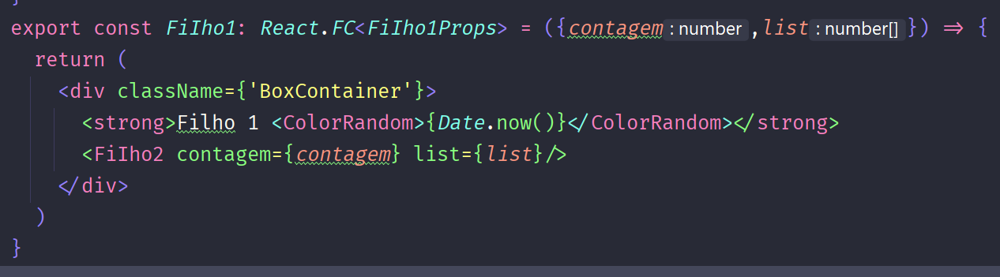 }
export const FiIho1: React.FC<FiIho1Props> = ({contagem : number ,list : number[] }) => {
return (
<div className={'BoxContainer'}>
<strong>Filho 1 <ColorRandom>{Date.now()}</ColorRandom></strong>
<FiIho2 contagem={contagem} list={list}/>
</div>
)
}